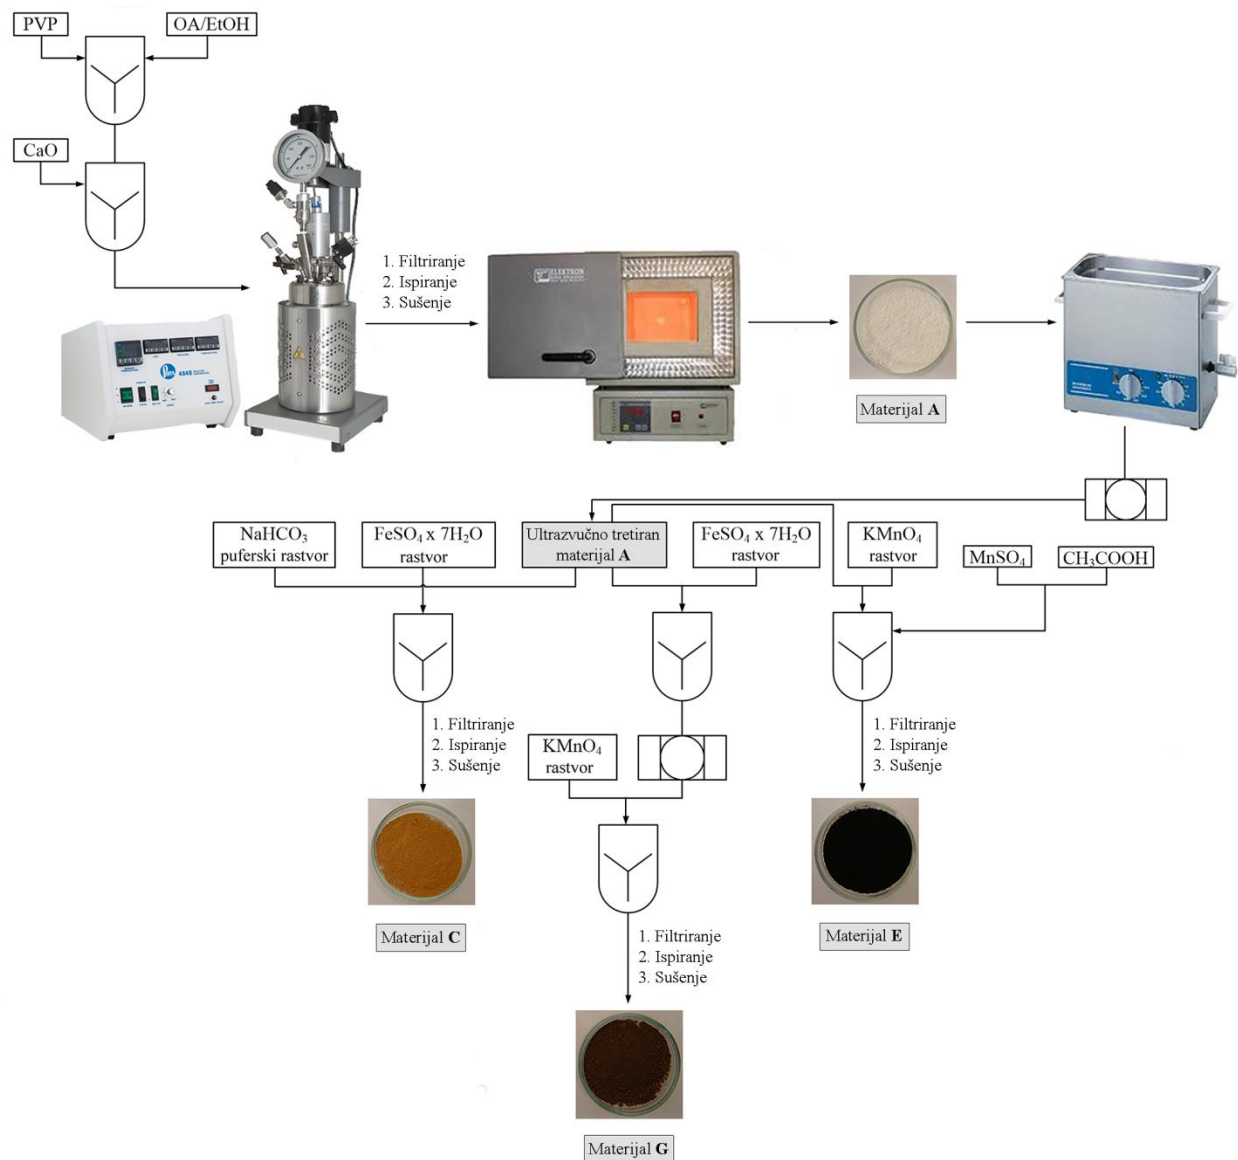 PVP
OA/EtOH
CaO
1. Filtriranje
2. Ispiranje
3. Sušenje
ELEKTRON
Parr 4848
Materijal A
NaHCO₃
puferski rastvor
FeSO₄ x 7H₂O
rastvor
Ultrazvučno tretiran
materijal A
FeSO₄ x 7H₂O
rastvor
KMnO₄
rastvor
MnSO₄
CH₃COOH
1. Filtriranje
2. Ispiranje
3. Sušenje
KMnO₄
rastvor
1. Filtriranje
2. Ispiranje
3. Sušenje
Materijal C
Materijal E
1. Filtriranje
2. Ispiranje
3. Sušenje
Materijal G